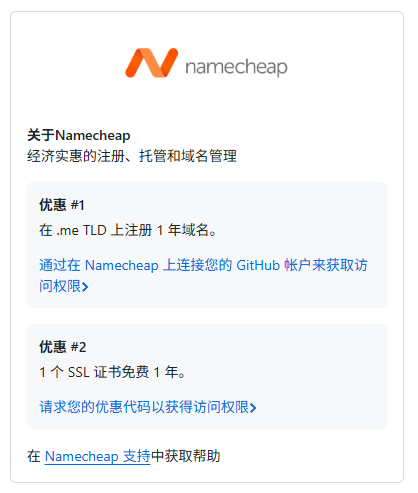 namecheap
关于Namecheap
经济实惠的注册、托管和域名管理
优惠 #1
在 .me TLD 上注册 1 年域名。
通过在 Namecheap 上连接您的 GitHub 帐户来获取访
问权限
优惠 #2
1 个 SSL 证书免费 1 年。
请求您的优惠代码以获得访问权限
在 Namecheap 支持中获取帮助